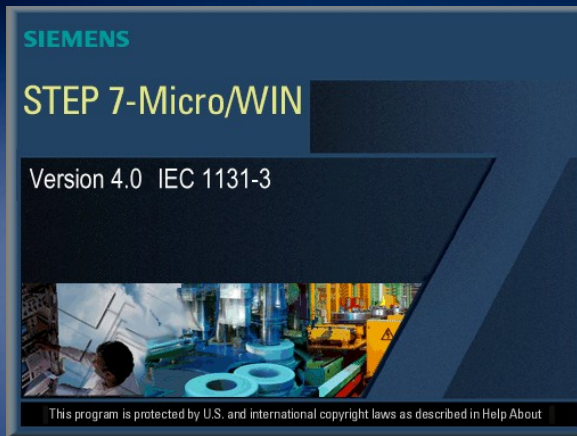 SIEMENS
STEP 7-Micro/WIN
Version 4.0 IEC 1131-3
This program is protected by U.S. and international copyright laws as described in Help About